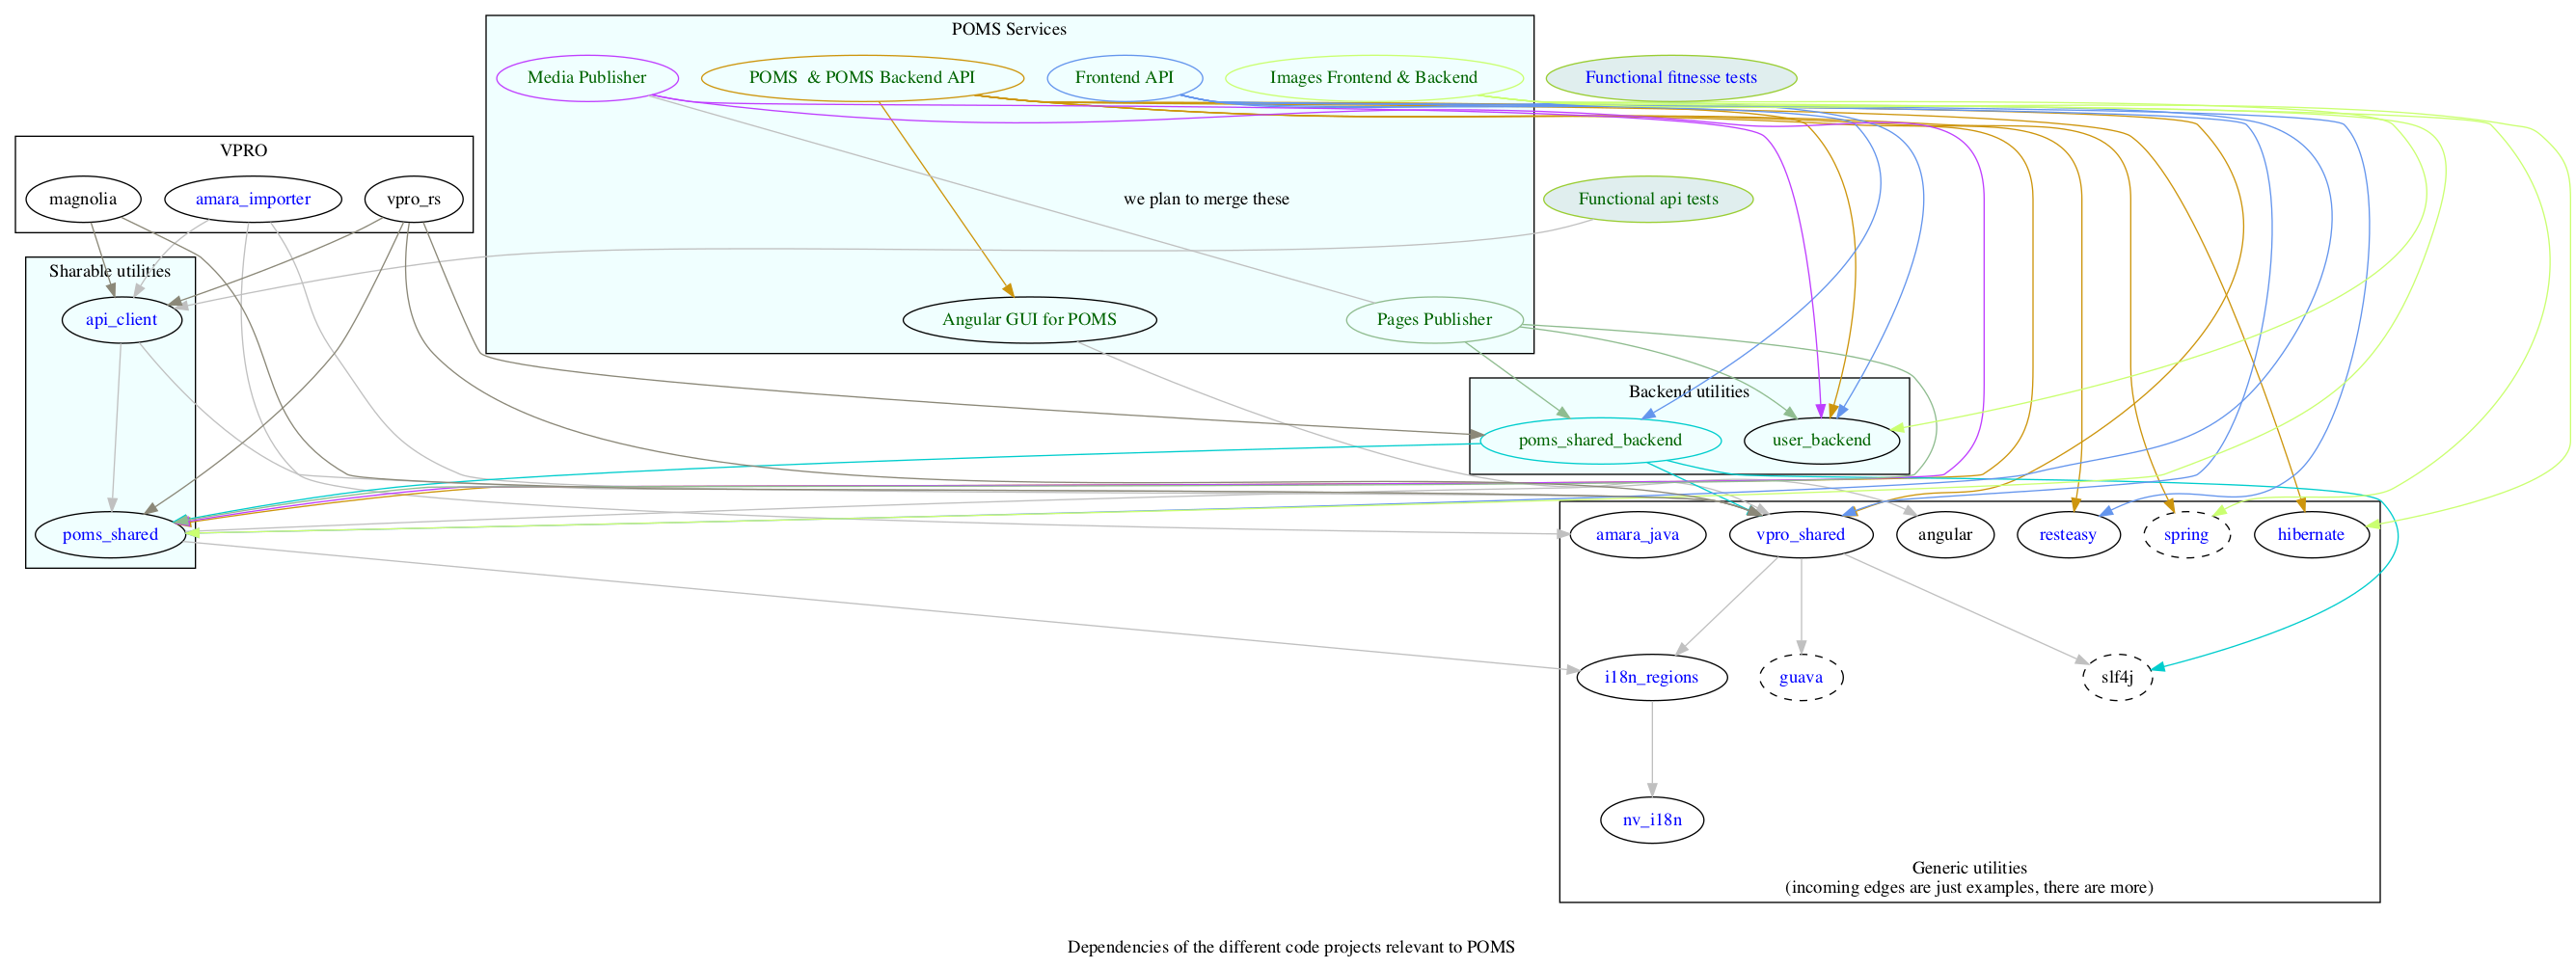 POMS Services
Media Publisher
POMS & POMS Backend API
Frontend API
Images Frontend & Backend
Functional fitnesse tests
VPRO
magnolia
amara_importer
vpro_rs
we plan to merge these
Functional api tests
Sharable utilities
api_client
Angular GUI for POMS
Pages Publisher
Backend utilities
poms_shared_backend
user_backend
poms_shared
amara_java
vpro_shared
angular
resteasy
spring
hibernate
i18n_regions
guava
slf4j
nv_i18n
Generic utilities
(incoming edges are just examples, there are more)
Dependencies of the different code projects relevant to POMS